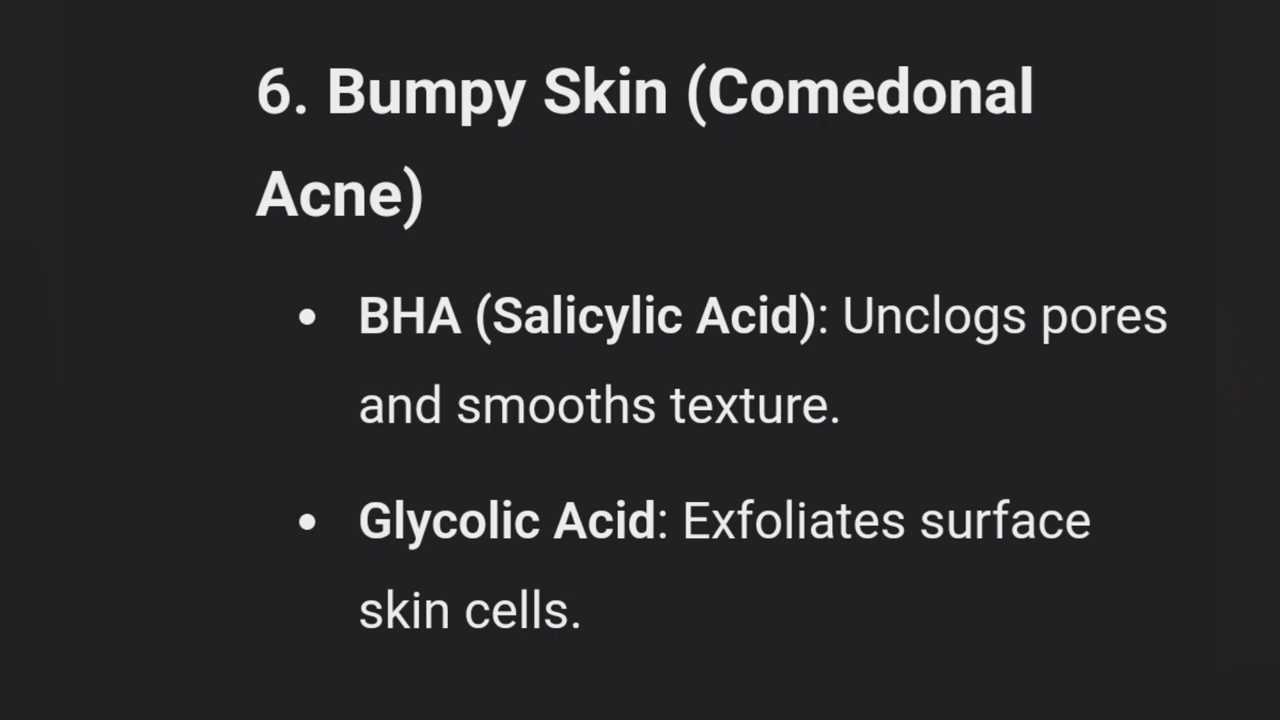 6. Bumpy Skin (Comedonal
Acne)
• BHA (Salicylic Acid): Unclogs pores
and smooths texture.
• Glycolic Acid: Exfoliates surface
skin cells.